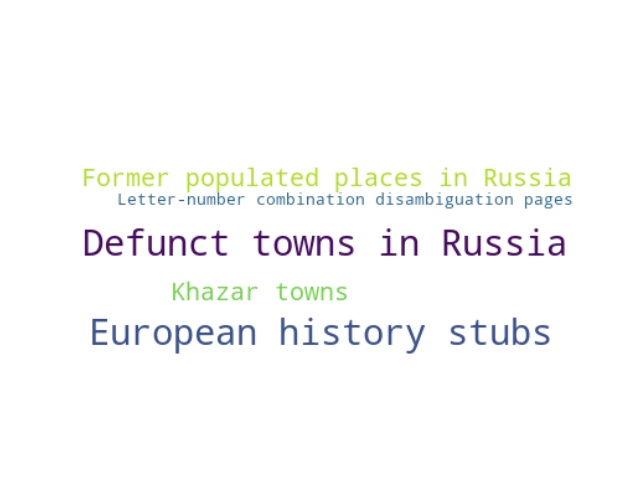 Former populated places in Russia
Letter-number combination disambiguation pages
Defunct towns in Russia
Khazar towns
European history stubs